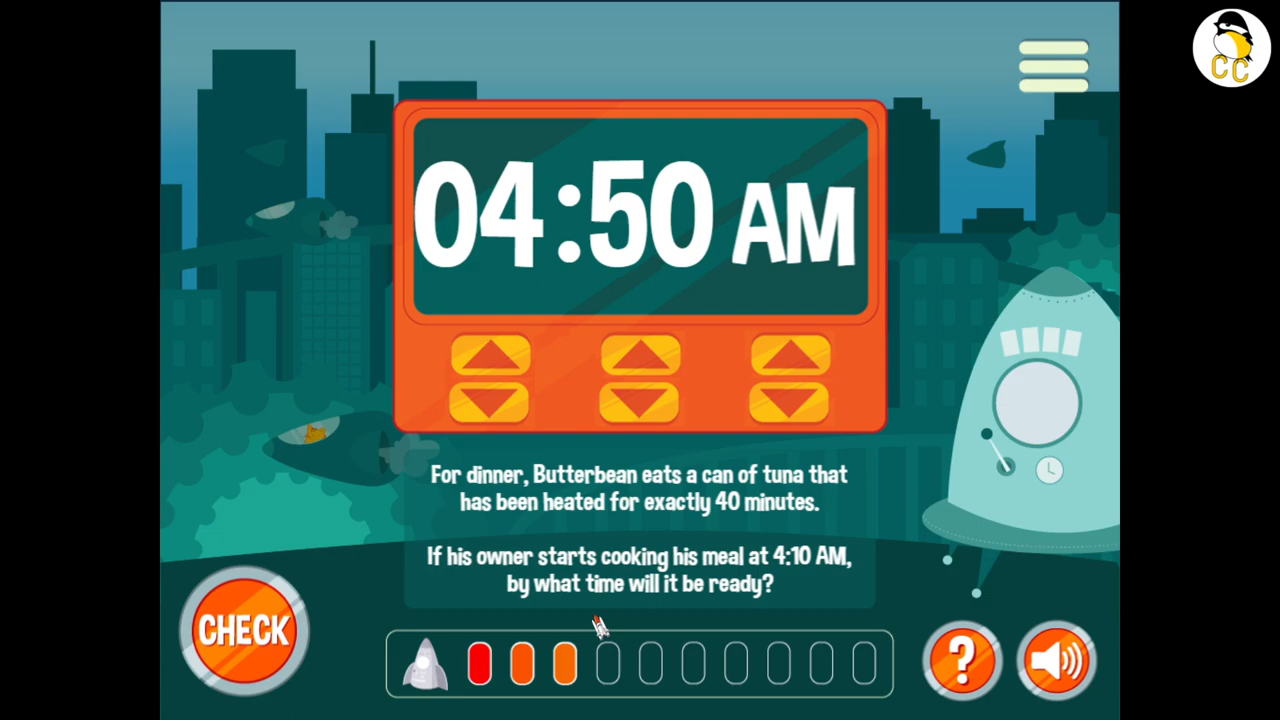 CC
04:50 AM
For dinner, Butterbean eats a can of tuna that
has been heated for exactly 40 minutes.
If his owner starts cooking his meal at 4:10 AM,
by what time will it be ready?
CHECK
?